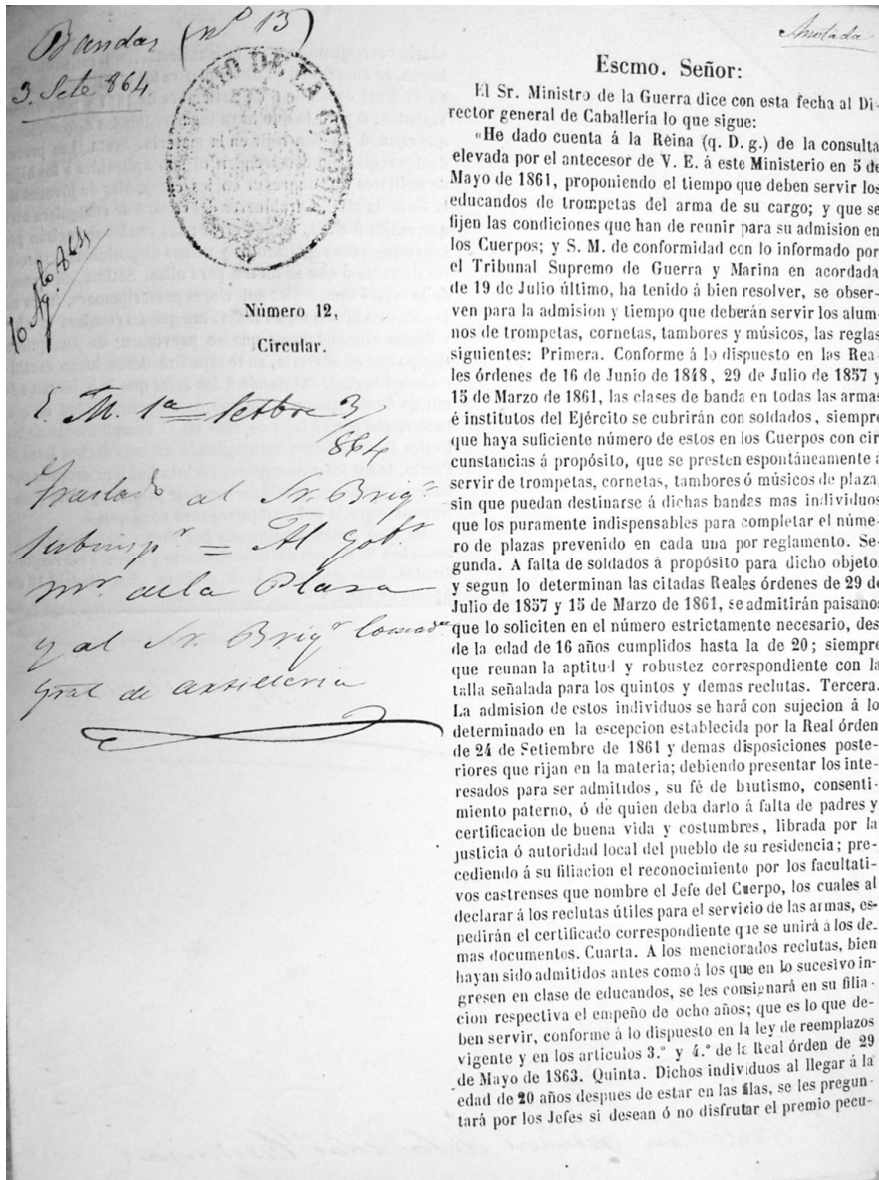 Bandas (nº 13)
3. Sete 864
Anotada
10 Ag.to 864
Número 12.
Circular.
E. M. 1ª Setbre 3/864
Traslado al Sr. Brigr
Subinspr = Al Gobr
mr. de la Plaza
y al Sr. Brigr Comadte
gral de artilleria
Escmo. Señor:
El Sr. Ministro de la Guerra dice con esta fecha al Di-
rector general de Caballería lo que sigue:
«He dado cuenta á la Reina (q. D. g.) de la consulta
elevada por el antecesor de V. E. á este Ministerio en 5 de
Mayo de 1861, proponiendo el tiempo que deben servir los
educandos de trompetas del arma de su cargo; y que se
fijen las condiciones que han de reunir para su admision en
los Cuerpos; y S. M. de conformidad con lo informado por
el Tribunal Supremo de Guerra y Marina en acordada
de 19 de Julio último, ha tenido á bien resolver, se obser-
ven para la admision y tiempo que deberán servir los alum-
nos de trompetas, cornetas, tambores y músicos, las reglas
siguientes: Primera. Conforme á lo dispuesto en las Rea-
les órdenes de 16 de Junio de 1848, 29 de Julio de 1857 y
15 de Marzo de 1861, las clases de banda en todas las armas
é institutos del Ejército se cubrirán con soldados, siempre
que haya suficiente número de estos en los Cuerpos con cir
cunstancias á propósito, que se presten espontáneamente á
servir de trompetas, cornetas, tambores ó músicos de plaza,
sin que puedan destinarse á dichas bandas mas individuos
que los puramente indispensables para completar el núme-
ro de plazas prevenido en cada una por reglamento. Se-
gunda. A falta de soldados á propósito para dicho objeto,
y segun lo determinan las citadas Reales órdenes de 29 de
Julio de 1857 y 15 de Marzo de 1861, se admitirán paisanos
que lo soliciten en el número estrictamente necesario, des
de la edad de 16 años cumplidos hasta la de 20; siempre
que reunan la aptitud y robustez correspondiente con la
talla señalada para los quintos y demas reclutas. Tercera.
La admision de estos individuos se hará con sujecion á lo
determinado en la escepcion establecida por la Real órden
de 24 de Setiembre de 1861 y demas disposiciones poste-
riores que rijan en la materia; debiendo presentar los inte-
resados para ser admitidos, su fé de bautismo, consenti-
miento paterno, ó de quien deba darlo á falta de padres y
certificacion de buena vida y costumbres, librada por la
justicia ó autoridad local del pueblo de su residencia; pre-
cediendo á su filiacion el reconocimiento por los facultati-
vos castrenses que nombre el Jefe del Cuerpo, los cuales al
declarar á los reclutas útiles para el servicio de las armas, es-
pedirán el certificado correspondiente que se unirá á los de-
mas documentos. Cuarta. A los mencionados reclutas, bien
hayan sido admitidos antes como á los que en lo sucesivo in-
gresen en clase de educandos, se les consignará en su filia-
cion respectiva el empeño de ocho años; que es lo que de-
ben servir, conforme á lo dispuesto en la ley de reemplazos
vigente y en los artículos 3.º y 4.º de la Real órden de 29
de Mayo de 1863. Quinta. Dichos individuos al llegar á la
edad de 20 años despues de estar en las filas, se les pregun-
tará por los Jefes si desean ó no disfrutar el premio pecu-